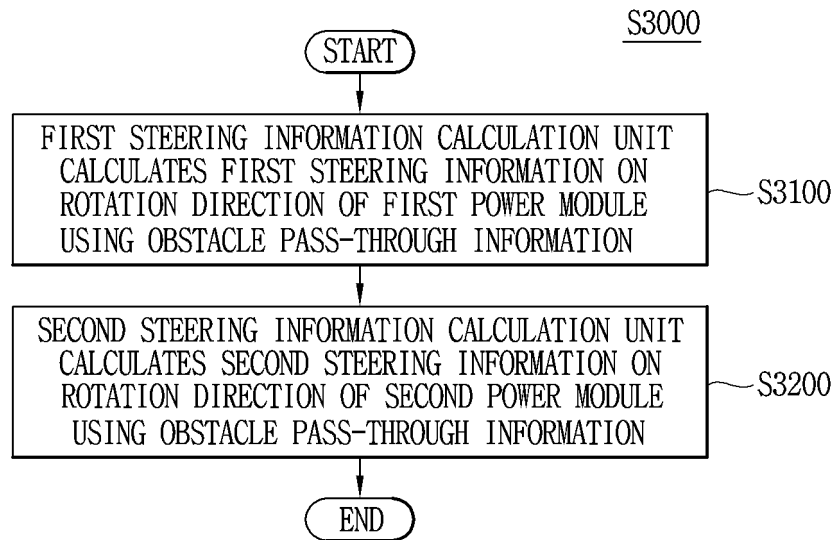 S3000
START
FIRST STEERING INFORMATION CALCULATION UNIT
CALCULATES FIRST STEERING INFORMATION ON
ROTATION DIRECTION OF FIRST POWER MODULE
USING OBSTACLE PASS-THROUGH INFORMATION
S3100
SECOND STEERING INFORMATION CALCULATION UNIT
CALCULATES SECOND STEERING INFORMATION ON
ROTATION DIRECTION OF SECOND POWER MODULE
USING OBSTACLE PASS-THROUGH INFORMATION
S3200
END